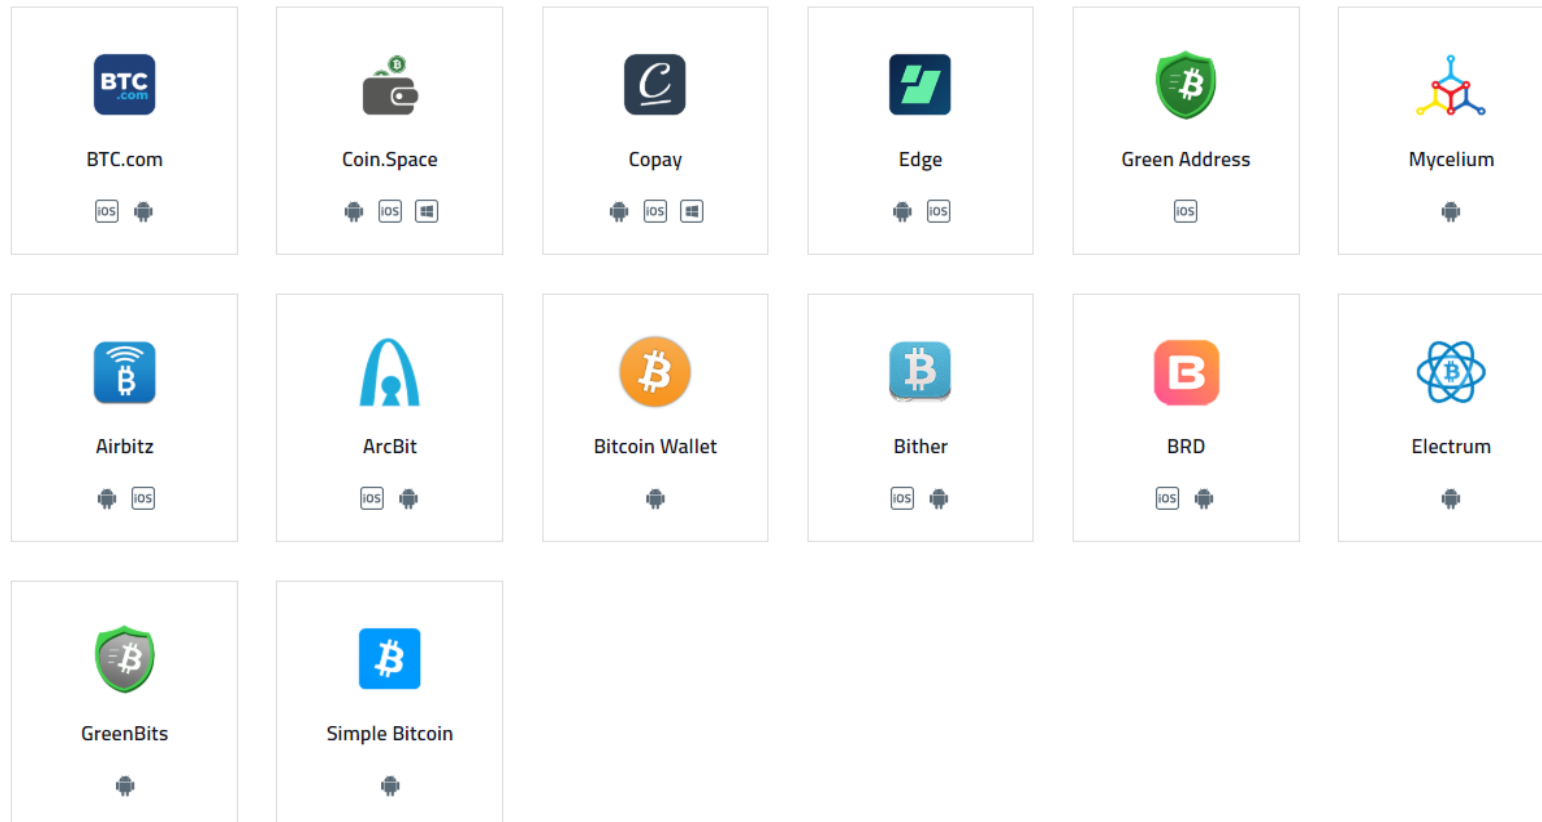 BTC
.com
BTC.com
iOS
Coin.Space
iOS
C
Copay
iOS
Edge
iOS
Green Address
iOS
Mycelium
Airbitz
iOS
ArcBit
iOS
Bitcoin Wallet
Bither
iOS
B
BRD
iOS
Electrum
GreenBits
Simple Bitcoin